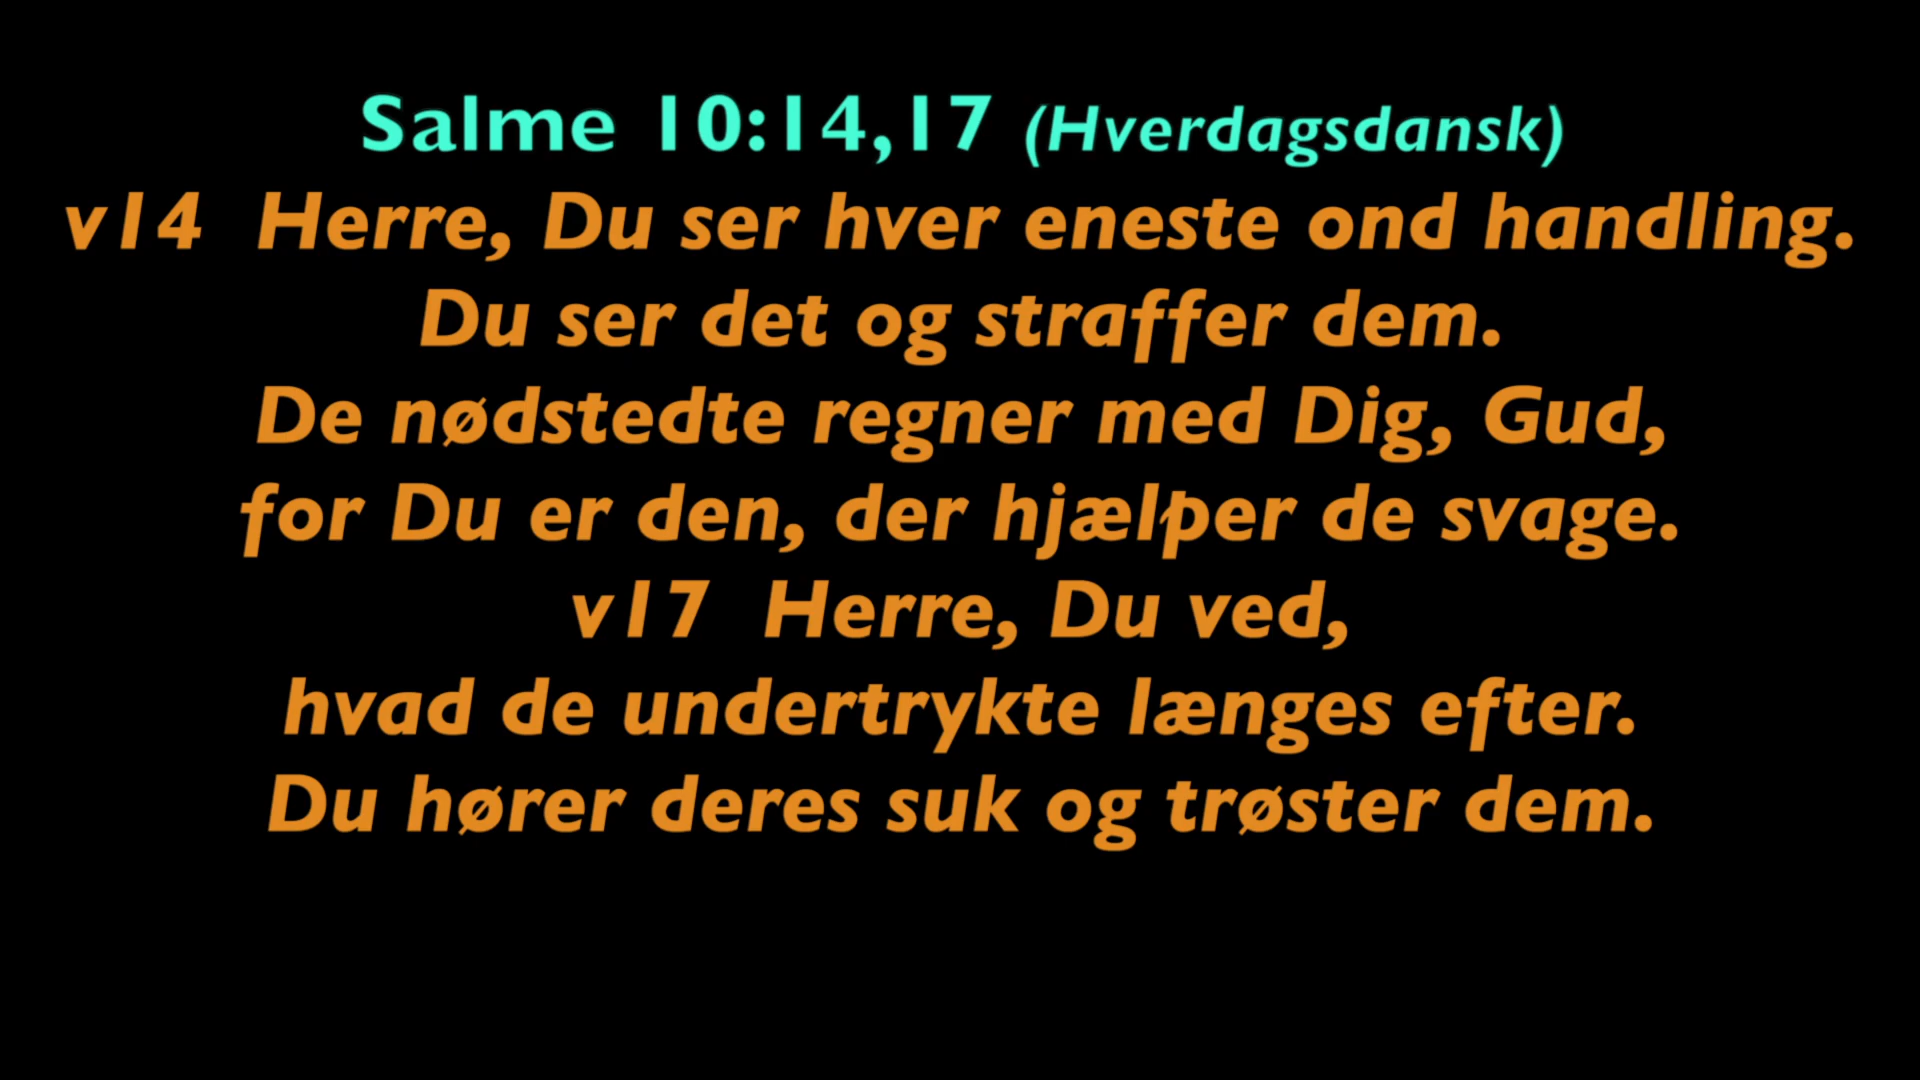 Salme 10:14,17 (Hverdagsdansk)
v14 Herre, Du ser hver eneste ond handling.
Du ser det og straffer dem.
De nødstedte regner med Dig, Gud,
for Du er den, der hjælper de svage.
v17 Herre, Du ved,
hvad de undertrykte længes efter.
Du hører deres suk og trøster dem.